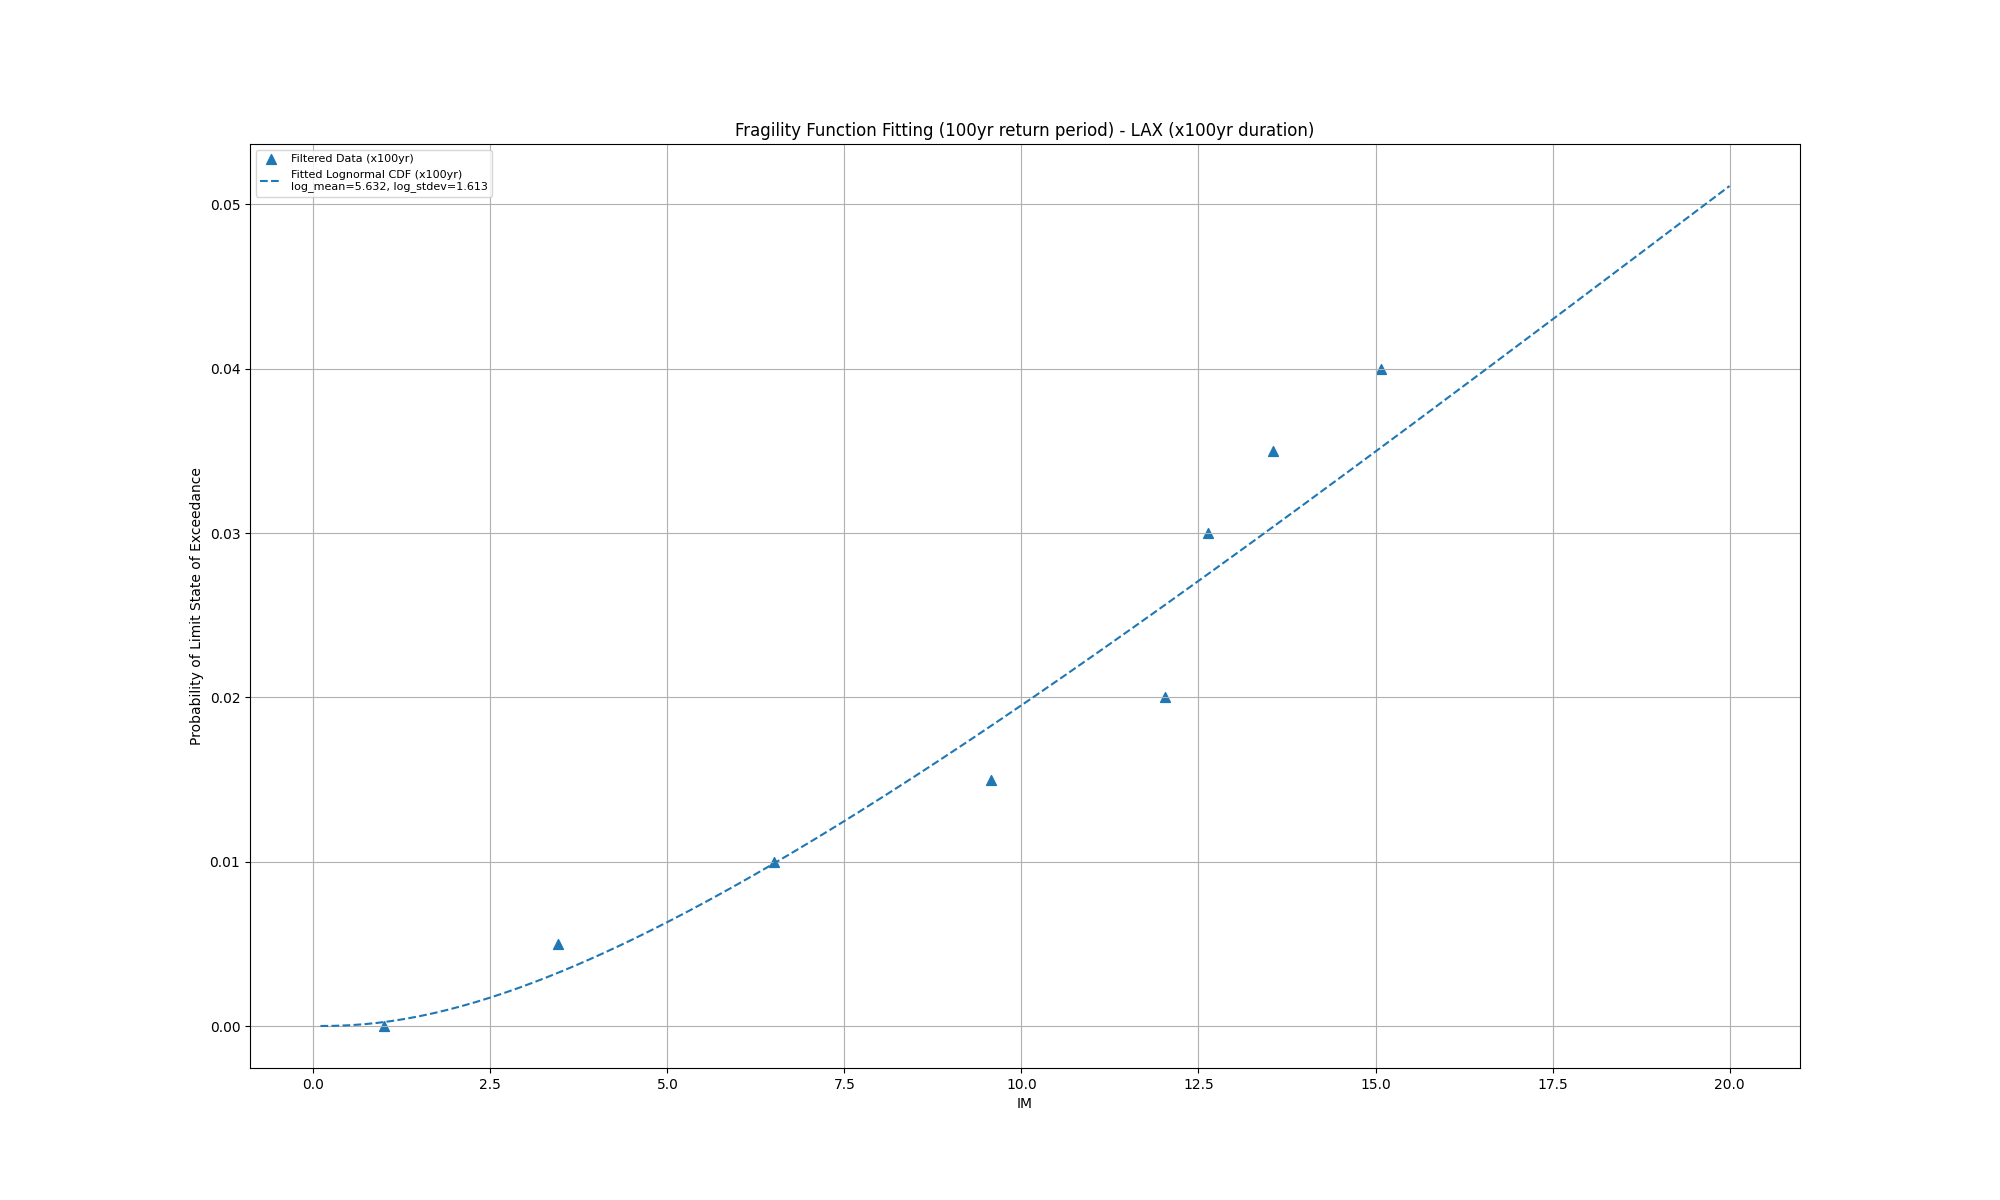 Fragility Function Fitting (100yr return period) - LAX (x100yr duration)
Filtered Data (x100yr)
Fitted Lognormal CDF (x100yr)
log_mean=5.632, log_stdev=1.613
Probability of Limit State of Exceedance
0.05
0.04
0.03
0.02
0.01
0.00
0.0 2.5 5.0 7.5 10.0 12.5 15.0 17.5 20.0
IM